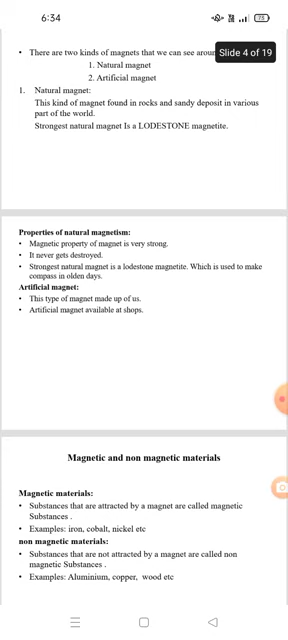 6:34
75
• There are two kinds of magnets that we can see
Slide 4 of 19
1. Natural magnet
2. Artificial magnet
1. Natural magnet:
This kind of magnet found in rocks and sandy deposit in various
part of the world.
Strongest natural magnet Is a LODESTONE magnetite.
Properties of natural magnetism:
• Magnetic property of magnet is very strong.
• It never gets destroyed.
• Strongest natural magnet is a lodestone magnetite. Which is used to make
compass in olden days.
Artificial magnet:
• This type of magnet made up of us.
• Artificial magnet available at shops.
Magnetic and non magnetic materials
Magnetic materials:
• Substances that are attracted by a magnet are called magnetic
Substances .
• Examples: iron, cobalt, nickel etc
non magnetic materials:
• Substances that are not attracted by a magnet are called non
magnetic Substances .
• Examples: Aluminium, copper, wood etc